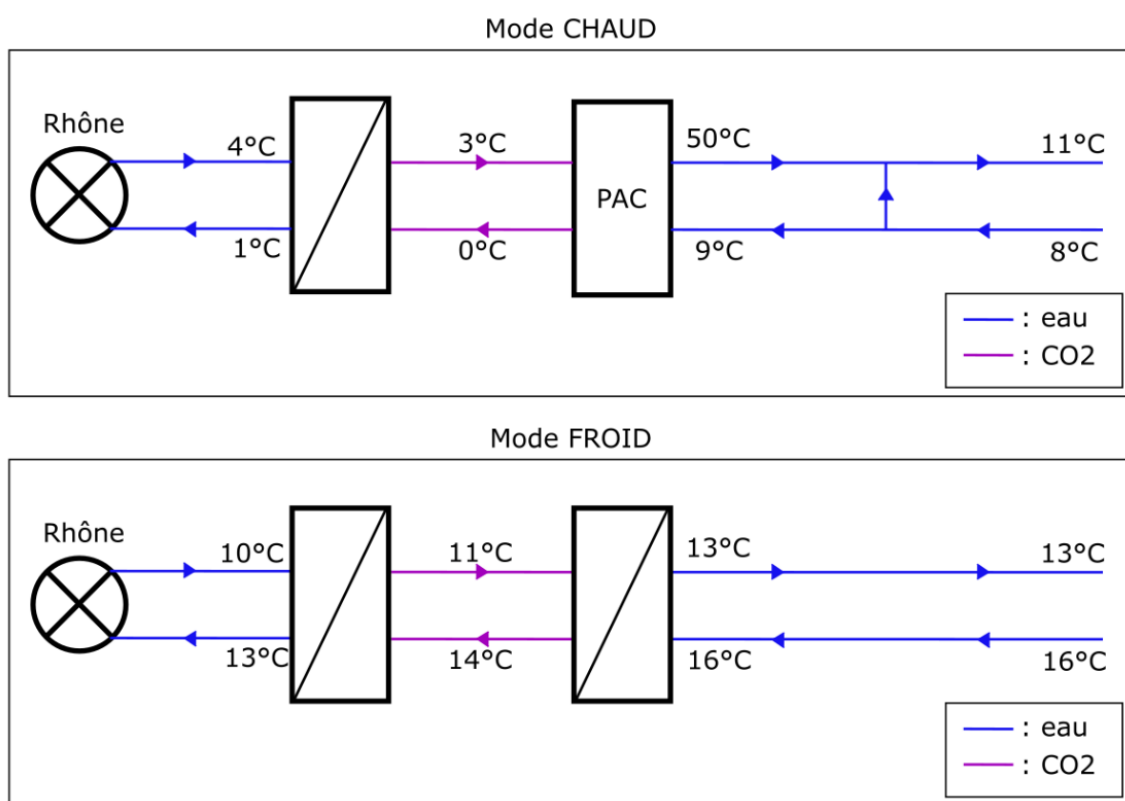 Mode CHAUD
Rhône
4°C
3°C
50°C
11°C
PAC
1°C
0°C
9°C
8°C
: eau
: CO2
Mode FROID
Rhône
10°C
11°C
13°C
13°C
13°C
14°C
16°C
16°C
: eau
: CO2